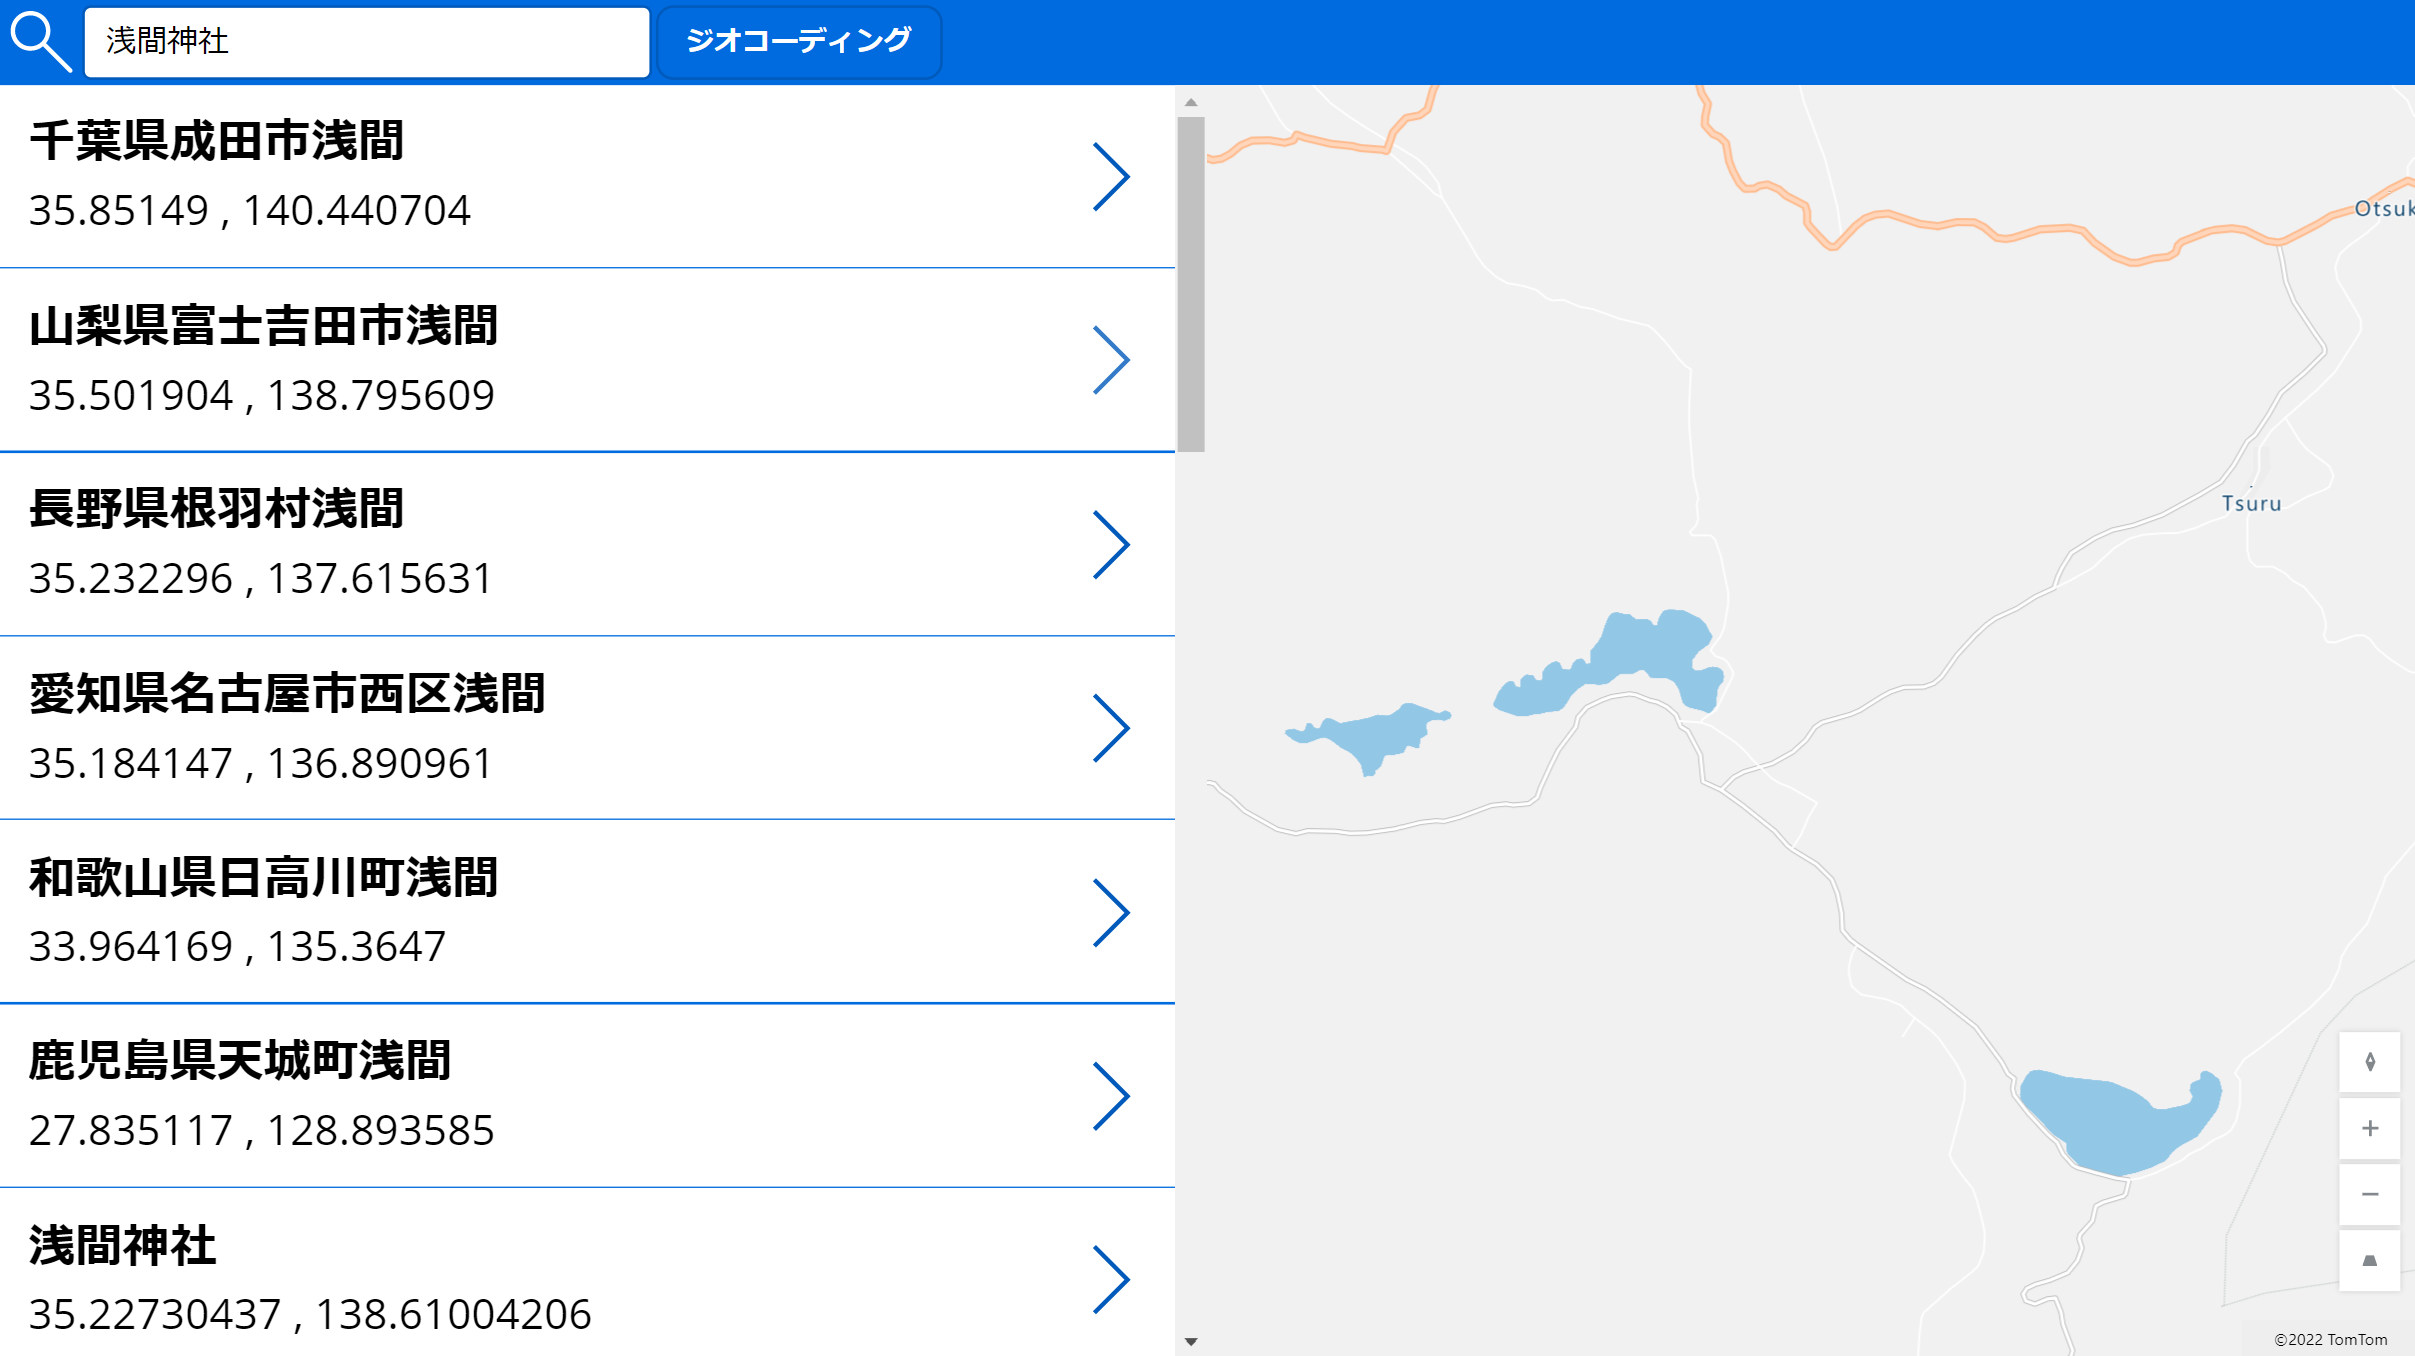 浅間神社
ジオコーディング
千葉県成田市浅間
35.85149 , 140.440704
山梨県富士吉田市浅間
35.501904 , 138.795609
長野県根羽村浅間
35.232296 , 137.615631
愛知県名古屋市西区浅間
35.184147 , 136.890961
和歌山県日高川町浅間
33.964169 , 135.3647
鹿児島県天城町浅間
27.835117 , 128.893585
浅間神社
35.22730437 , 138.61004206
Otsuk
Tsuru
©2022 TomTom